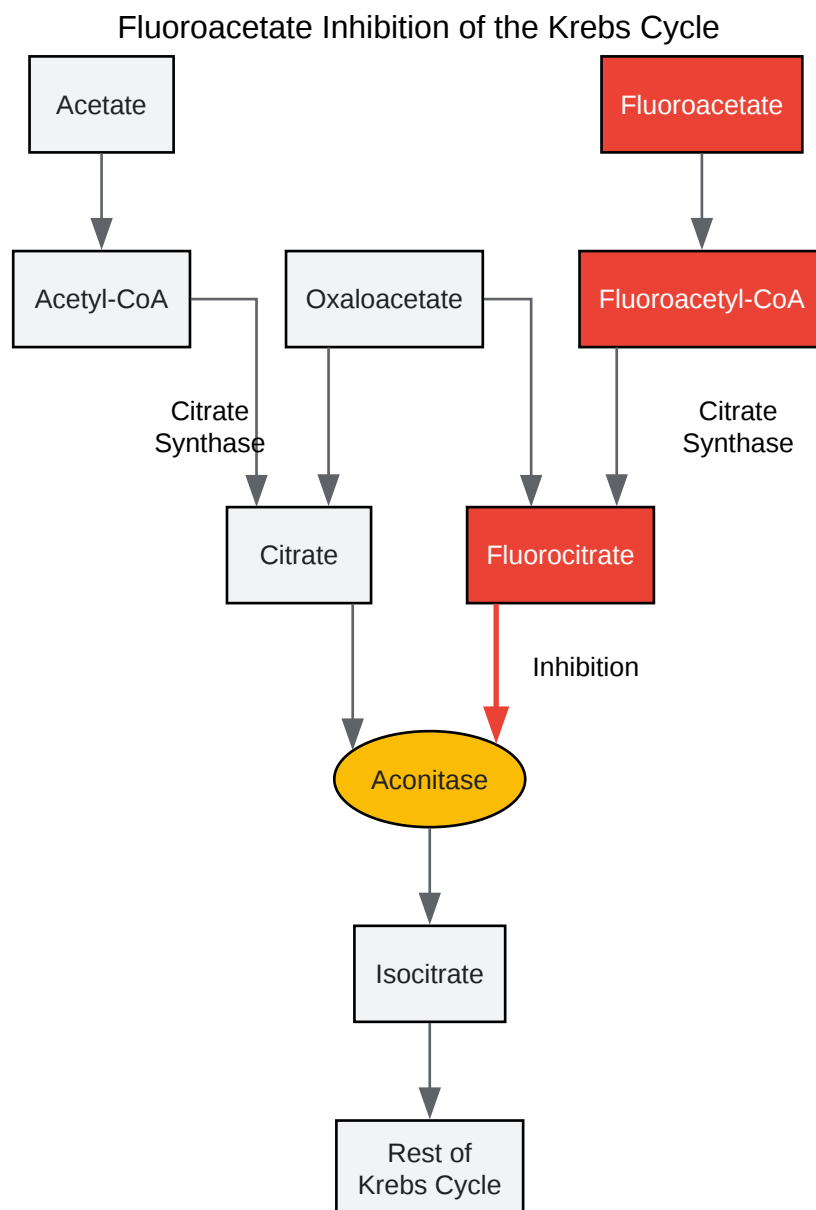 Fluoroacetate Inhibition of the Krebs Cycle
Acetate
Fluoroacetate
Acetyl-CoA
Oxaloacetate
Fluoroacetyl-CoA
Citrate
Synthase
Citrate
Synthase
Citrate
Fluorocitrate
Inhibition
Aconitase
Isocitrate
Rest of
Krebs Cycle